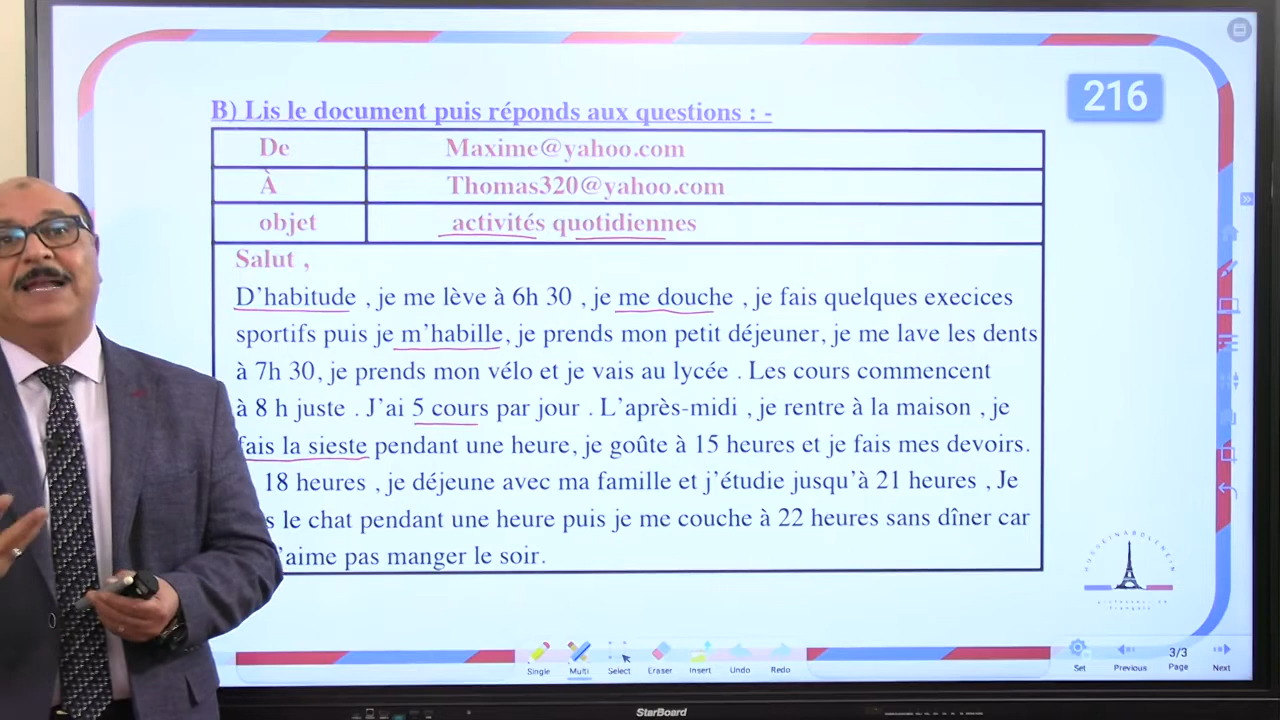 216
B) Lis le document puis réponds aux questions : -
De Maxime@yahoo.com
À Thomas320@yahoo.com
objet activités quotidiennes
Salut ,
D’habitude , je me lève à 6h 30 , je me douche , je fais quelques execices
sportifs puis je m’habille, je prends mon petit déjeuner, je me lave les dents
à 7h 30, je prends mon vélo et je vais au lycée . Les cours commencent
à 8 h juste . J’ai 5 cours par jour . L’après-midi , je rentre à la maison , je
fais la sieste pendant une heure, je goûte à 15 heures et je fais mes devoirs.
18 heures , je déjeune avec ma famille et j’étudie jusqu’à 21 heures , Je
s le chat pendant une heure puis je me couche à 22 heures sans dîner car
’aime pas manger le soir.
HUSSEINABOLENEIN
Single Multi Select Eraser Insert Undo Redo
Set Previous 3/3 Page Next
StarBoard